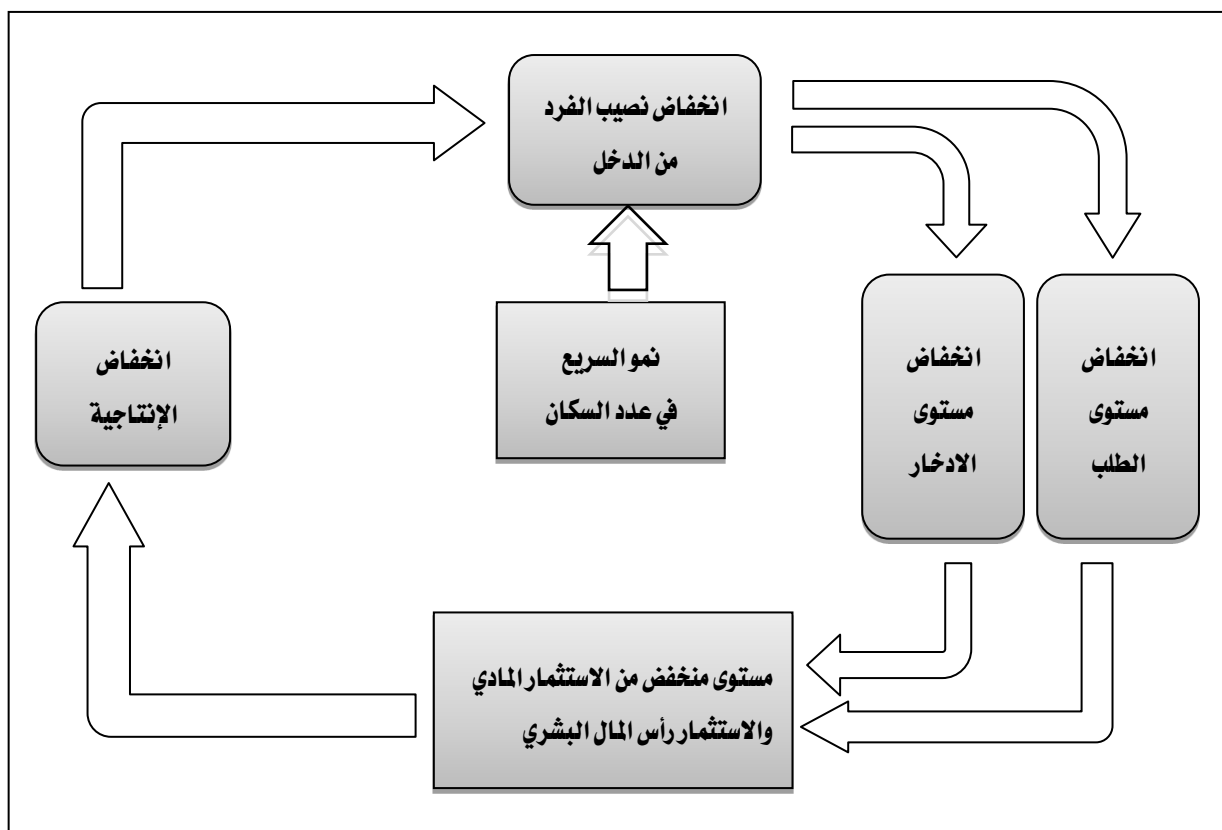 انخفاض نصيب الفرد
من الدخل
انخفاض
مستوى
الطلب
انخفاض
مستوى
الادخار
نمو السريع
في عدد السكان
انخفاض
الإنتاجية
مستوى منخفض من الاستثمار المادي
والاستثمار رأس المال البشري